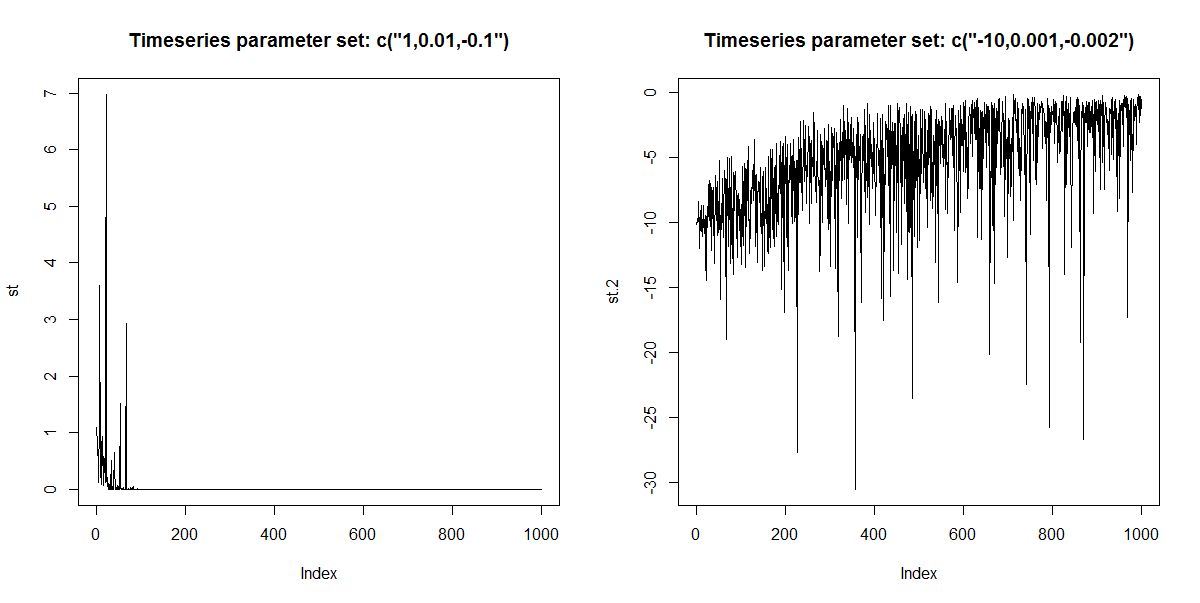 Timeseries parameter set: c("1,0.01,-0.1")
7
6
5
4
3
2
1
0
st
0 200 400 600 800 1000
Index
Timeseries parameter set: c("-10,0.001,-0.002")
0
-5
-10
-15
-20
-25
-30
st.2
0 200 400 600 800 1000
Index